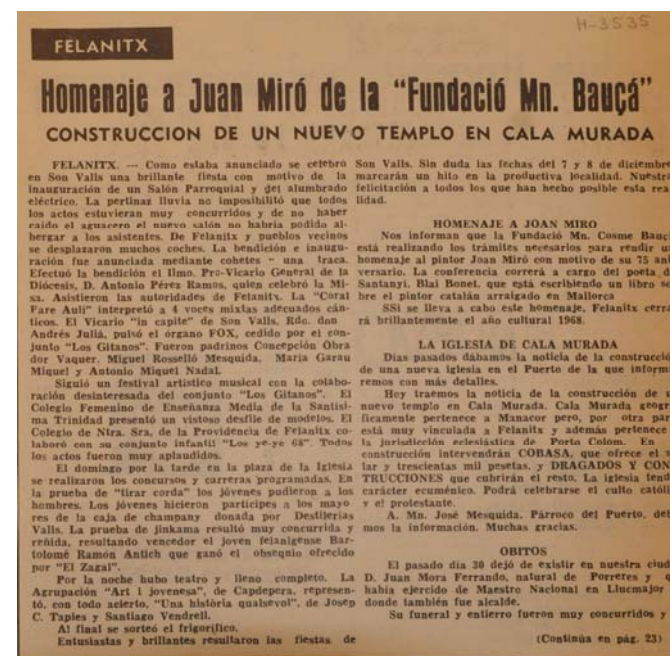 H-3535
FELANITX
Homenaje a Juan Miró de la "Fundació Mn. Bauçá"
CONSTRUCCION DE UN NUEVO TEMPLO EN CALA MURADA
FELANITX. — Como estaba anunciado se celebró
en Son Valls una brillante fiesta con motivo de la
inauguración de un Salón Parroquial y del alumbrado
eléctrico. La pertinaz lluvia no imposibilitó que todos
los actos estuvieran muy concurridos y de no haber
caido el aguacero el nuevo salón no habría podido al-
bergar a los asistentes. De Felanitx y pueblos vecinos
se desplazaron muchos coches. La bendición e inaugu-
ración fue anunciada mediante cohetes - una traca.
Efectuó la bendición el Ilmo. Pro-Vicario General de la
Diócesis, D. Antonio Pérez Ramos, quien celebró la Mi-
sa. Asistieron las autoridades de Felanitx. La "Coral
Fare Auli" interpretó a 4 voces mixtas adecuados cán-
ticos. El Vicario "in capite" de Son Valls, Rdo. don
Andrés Juliá, pulsó el órgano FOX, cedido por el con-
junto "Los Gitanos". Fueron padrinos Concepción Obra
dor Vaquer, Miguel Rosselló Mesquida, María Garau
Miquel y Antonio Miquel Nadal.
Siguió un festival artístico musical con la colabo-
ración desinteresada del conjunto "Los Gitanos". El
Colegio Femenino de Enseñanza Media de la Santísi-
ma Trinidad presentó un vistoso desfile de modelos. El
Colegio de Ntra. Sra. de la Providencia de Felanitx co-
laboró con su conjunto infantil "Los ye-ye 68". Todos
los actos fueron muy aplaudidos.
El domingo por la tarde en la plaza de la Iglesia
se realizaron los concursos y carreras programadas. En
la prueba de "tirar corda" los jóvenes pudieron a los
hombres. Los jóvenes hicieron partícipes a los mayo
res de la caja de champany donada por Destilerias
Valls. La prueba de jinkama resultó muy concurrida y
reñida, resultando vencedor el joven felanigense Bar-
tolomé Ramón Antich que ganó el obsequio ofrecido
por "El Zagal".
Por la noche hubo teatro y lleno completo. La
Agrupación "Art i jovenesa", de Capdepera, represen-
tó, con todo acierto, "Una història qualsevol", de Josep
C. Tapies y Santiago Vendrell.
Al final se sorteó el frigorífico.
Entusiastas y brillantes resultaron las fiestas de
Son Valls. Sin duda las fechas del 7 y 8 de diciembre
marcarán un hito en la productiva localidad. Nuestra
felicitación a todos los que han hecho posible esta rea
lidad.
HOMENAJE A JOAN MIRO
Nos informan que la Fundació Mn. Cosme Bauç
está realizando los trámites necesarios para rendir u
homenaje al pintor Joan Miró con motivo de su 75 ani
versario. La conferencia correrá a cargo del poeta d
Santanyi, Blai Bonet, que está escribiendo un libro so
bre el pintor catalán arraigado en Mallorca
SSi se lleva a cabo este homenaje, Felanitx cerra
rá brillantemente el año cultural 1968.
LA IGLESIA DE CALA MURADA
Dias pasados dábamos la noticia de la construcció
de una nueva iglesia en el Puerto de la que informa
remos con más detalles.
Hoy traemos la noticia de la construcción de u
nuevo templo en Cala Murada. Cala Murada geogr
ficamente pertenece a Manacor pero, por otra par
está muy vinculada a Felanitx y además pertenece
la jurisdicción eclesiástica de Porto Colom. En
construcción intervendrán COBASA, que ofrece el s
lar y trescientas mil pesetas, y DRAGADOS Y CON
TRUCCIONES que cubrirán el resto. La iglesia tend
carácter ecuménico. Podrá celebrarse el culto católi
y el protestante.
A. Mn. José Mesquida, Párroco del Puerto, deb
mos la información. Muchas gracias.
OBITOS
El pasado día 30 dejó de existir en nuestra ciud
D. Juan Mora Ferrando, natural de Porreres y q
había ejercido de Maestro Nacional en Llucmajor
donde también fue alcalde.
Su funeral y entierro fueron muy concurridos y
(Continúa en pág. 23)